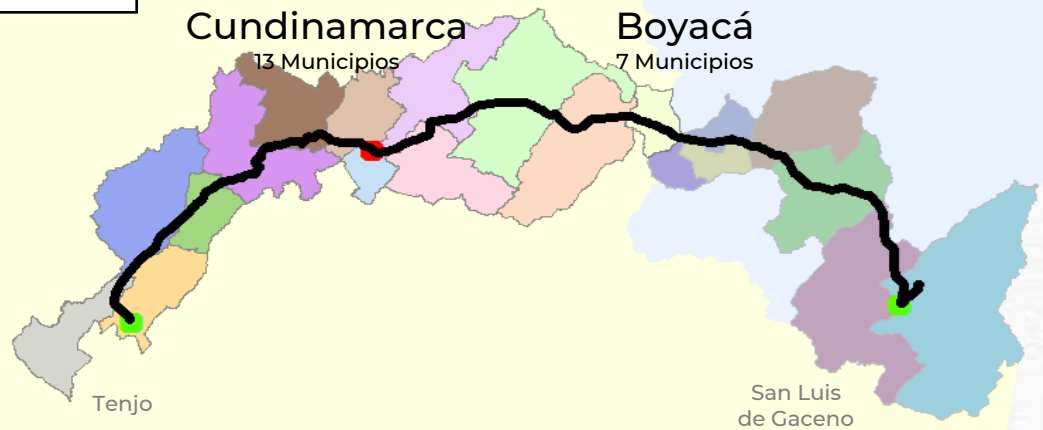 Cundinamarca
13 Municipios
Boyacá
7 Municipios
Tenjo
San Luis
de Gaceno